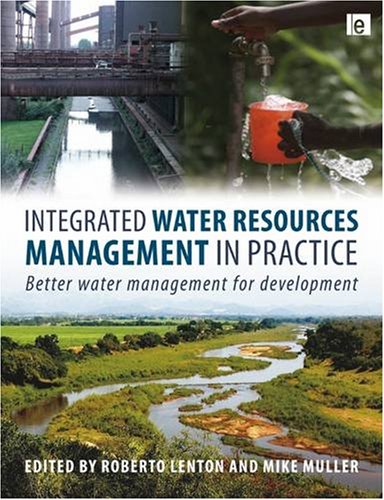 e
INTEGRATED WATER RESOURCES
MANAGEMENT IN PRACTICE
Better water management for development
EDITED BY ROBERTO LENTON AND MIKE MULLER